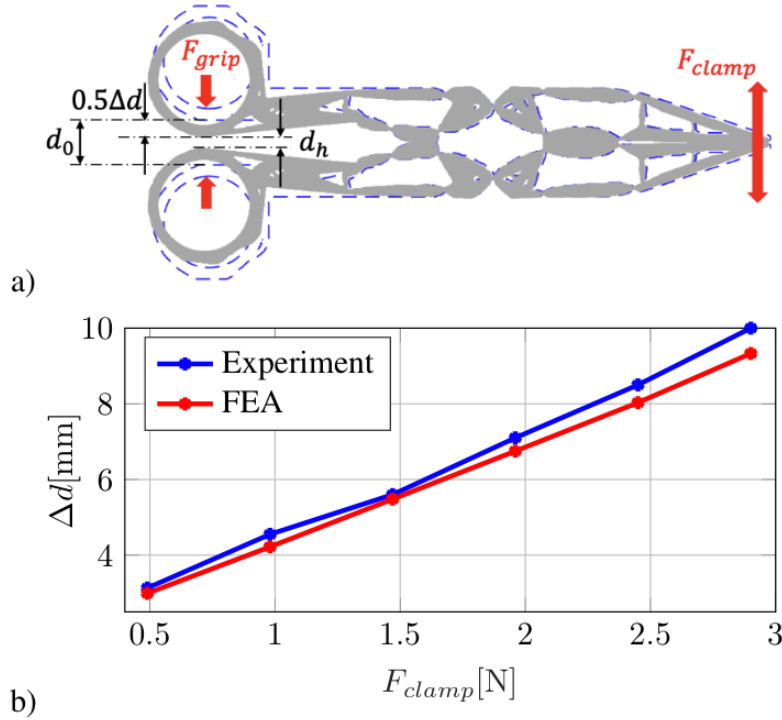 F_grip
F_clamp
0.5Δd
d_0
d_h
a)
10
8
6
4
Δd[mm]
Experiment
FEA
0.5
1
1.5
2
2.5
3
F_clamp[N]
b)